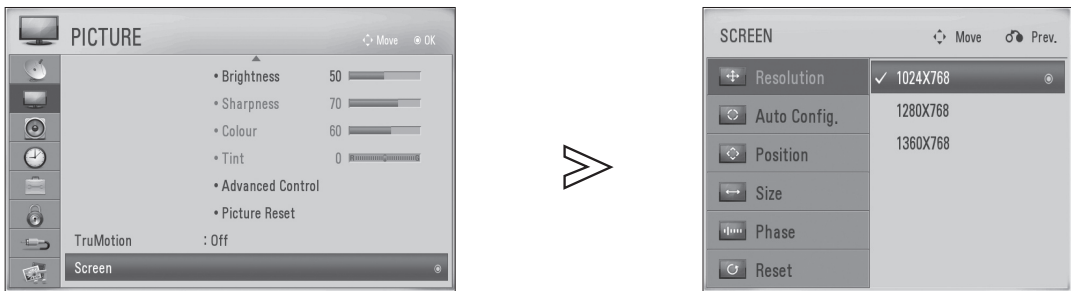 PICTURE
Move OK
• Brightness 50
• Sharpness 70
• Colour 60
• Tint 0
R G
• Advanced Control
• Picture Reset
TruMotion : Off
Screen
SCREEN
Move Prev.
Resolution
Auto Config.
Position
Size
Phase
Reset
✓ 1024X768
1280X768
1360X768